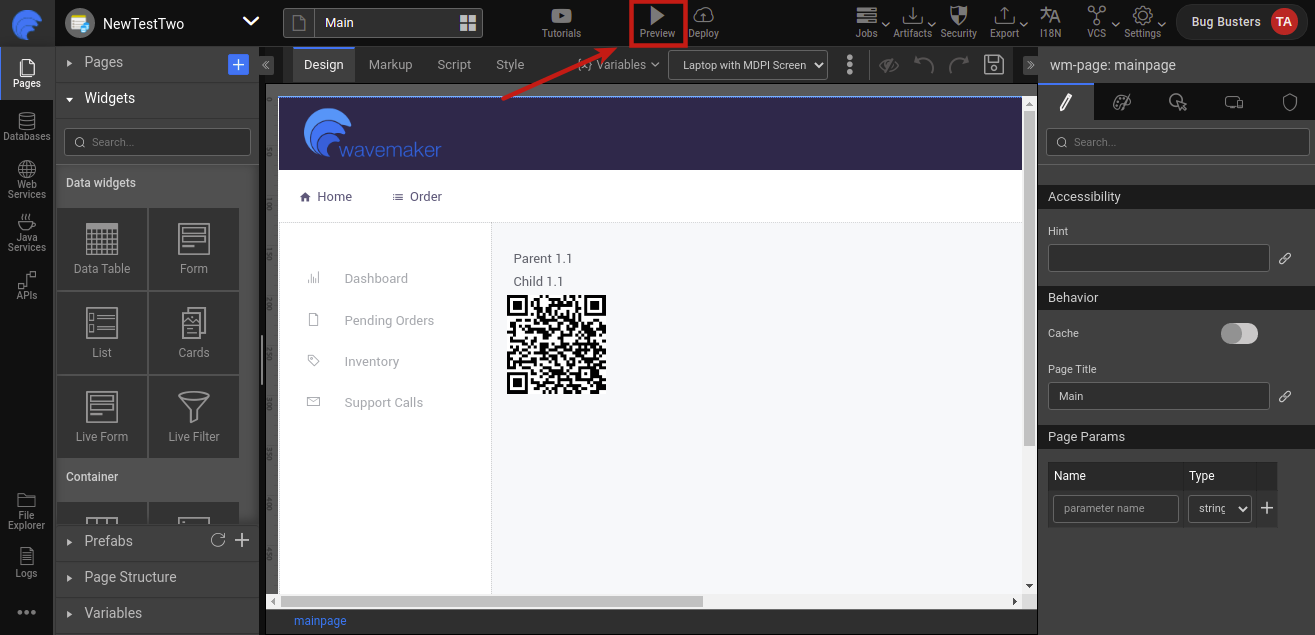 NewTestTwo
Main
Tutorials
Preview
Deploy
Jobs
Artifacts
Security
Export
I18N
VCS
Settings
Bug Busters
TA
Pages
Databases
Web
Services
Java
Services
APIs
File
Explorer
Logs
Pages
Widgets
Search...
Data widgets
Data Table
Form
List
Cards
Live Form
Live Filter
Container
Prefabs
Page Structure
Variables
Design
Markup
Script
Style
{x} Variables
Laptop with MDPI Screen
wavemaker
Home
Order
Dashboard
Pending Orders
Inventory
Support Calls
Parent 1.1
Child 1.1
mainpage
wm-page: mainpage
Search...
Accessibility
Hint
Behavior
Cache
Page Title
Main
Page Params
Name Type
parameter name string